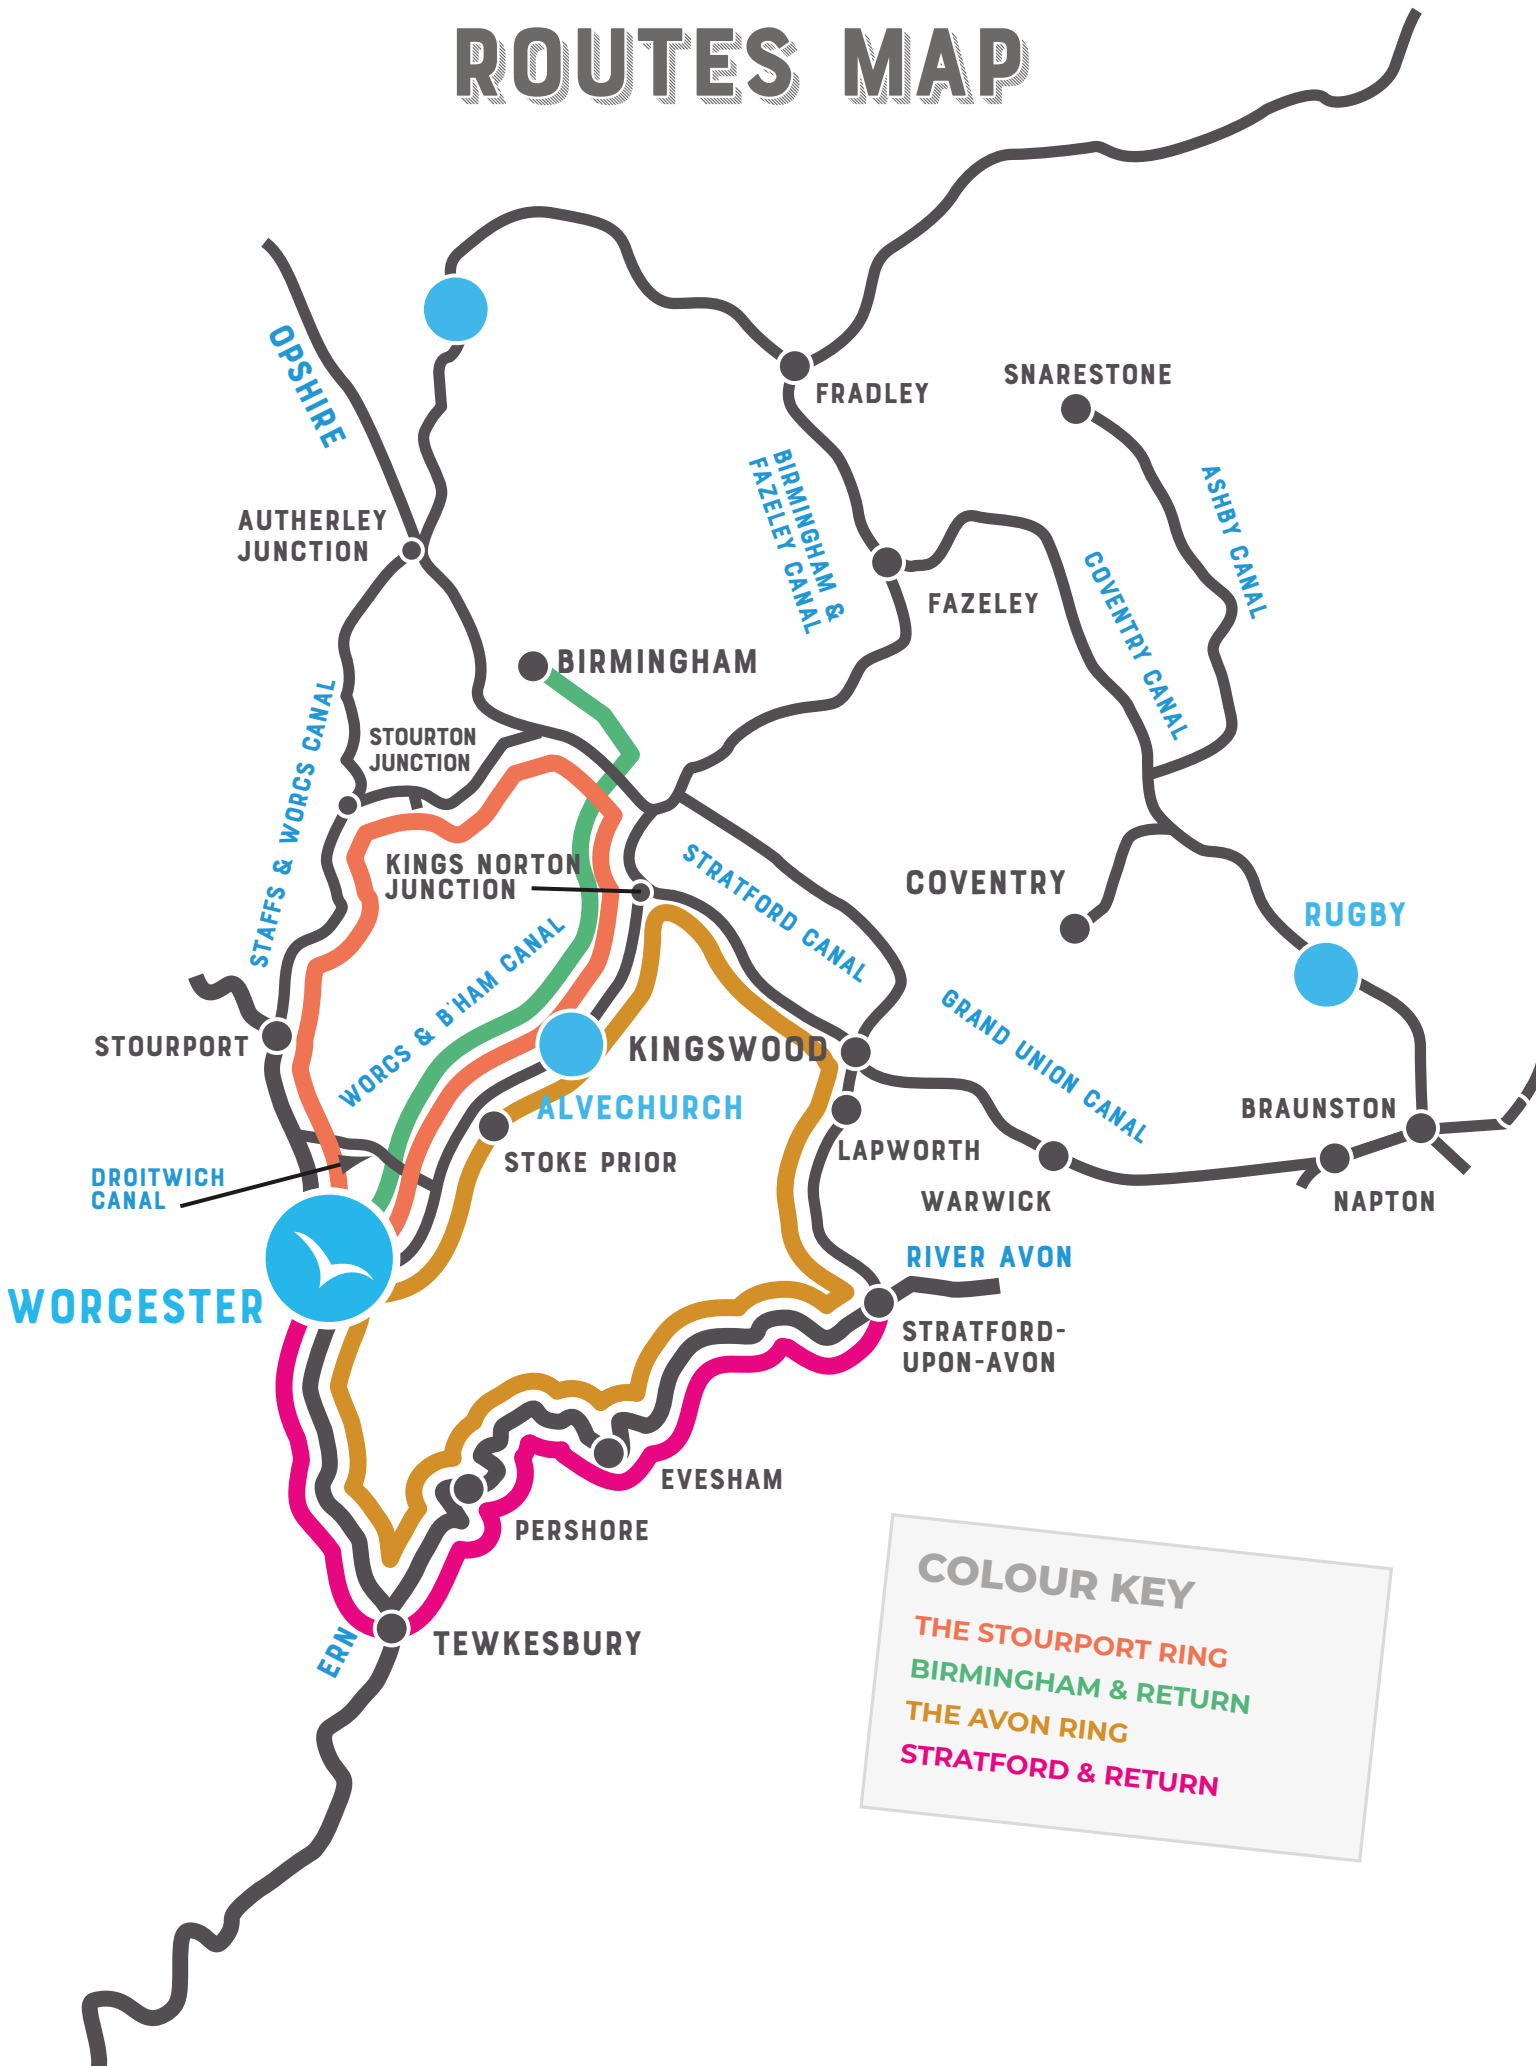 ROUTES MAP
OPSHIRE
FRADLEY
SNARESTONE
BIRMINGHAM &
FAZELEY CANAL
ASHBY CANAL
AUTHERLEY
JUNCTION
COVENTRY CANAL
FAZELEY
BIRMINGHAM
STAFFS & WORCS CANAL
STOURTON
JUNCTION
KINGS NORTON
JUNCTION
STRATFORD CANAL
COVENTRY
RUGBY
WORCS & B'HAM CANAL
GRAND UNION CANAL
STOURPORT
KINGSWOOD
ALVECHURCH
BRAUNSTON
LAPWORTH
STOKE PRIOR
DROITWICH
CANAL
WARWICK
NAPTON
RIVER AVON
WORCESTER
STRATFORD-
UPON-AVON
EVESHAM
PERSHORE
TEWKESBURY
ERN
COLOUR KEY
THE STOURPORT RING
BIRMINGHAM & RETURN
THE AVON RING
STRATFORD & RETURN